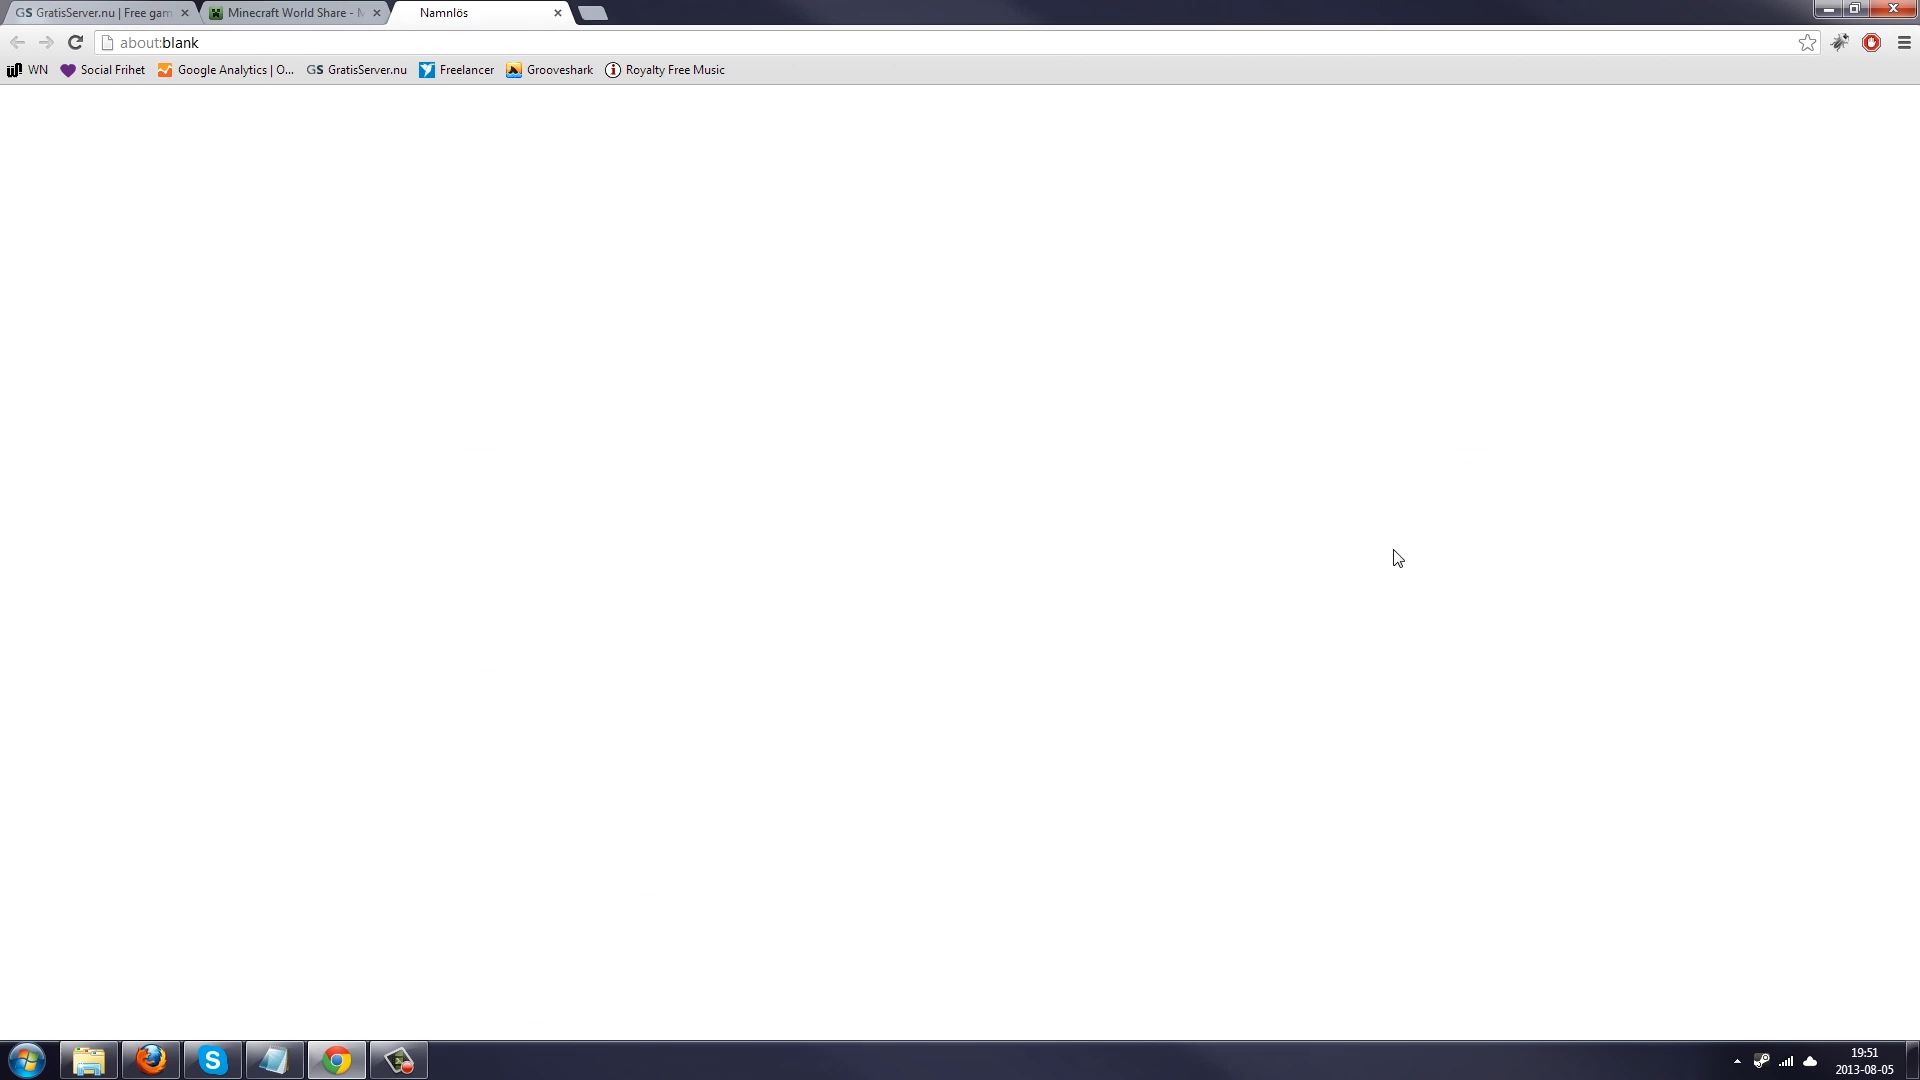 GS GratisServer.nu | Free gam
Minecraft World Share - M
Namnlös
about:blank
WN
Social Frihet
Google Analytics | O...
GS GratisServer.nu
Freelancer
Grooveshark
Royalty Free Music
19:51
2013-08-05